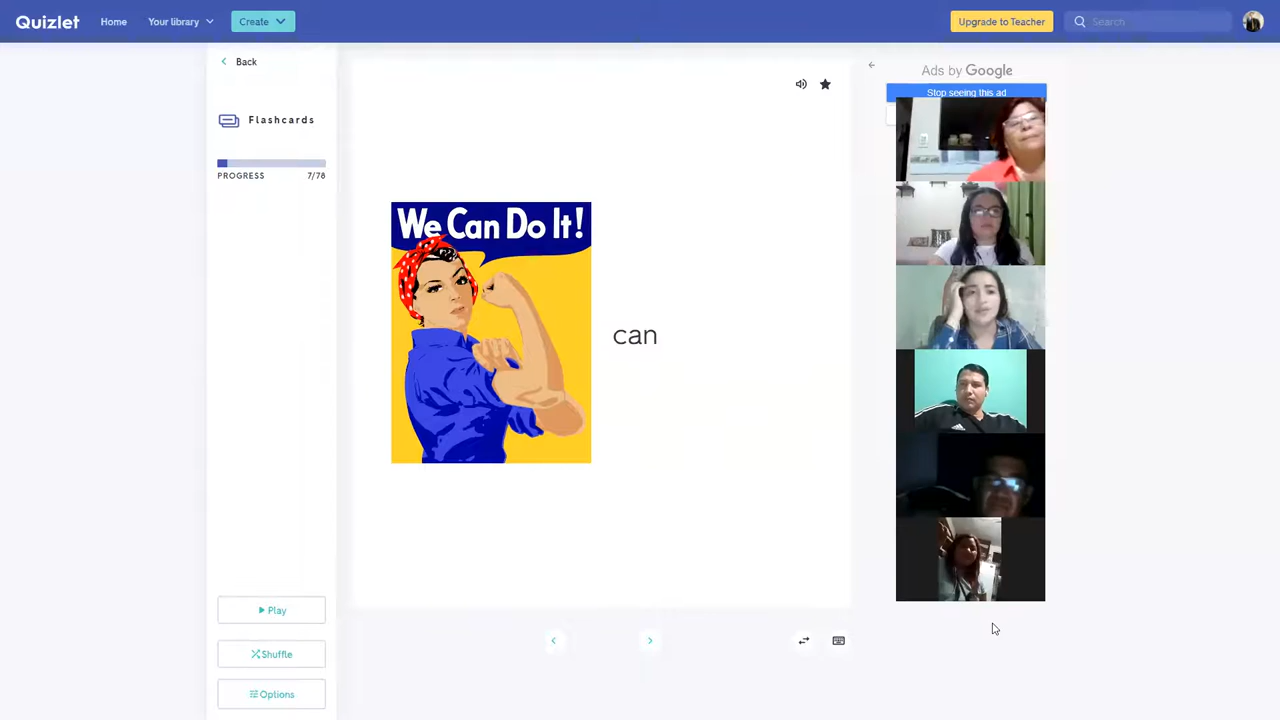 Quizlet
Home
Your library
Create
Upgrade to Teacher
Search
Back
Flashcards
PROGRESS 7/78
Play
Shuffle
Options
We Can Do It!
can
Ads by Google
Stop seeing this ad